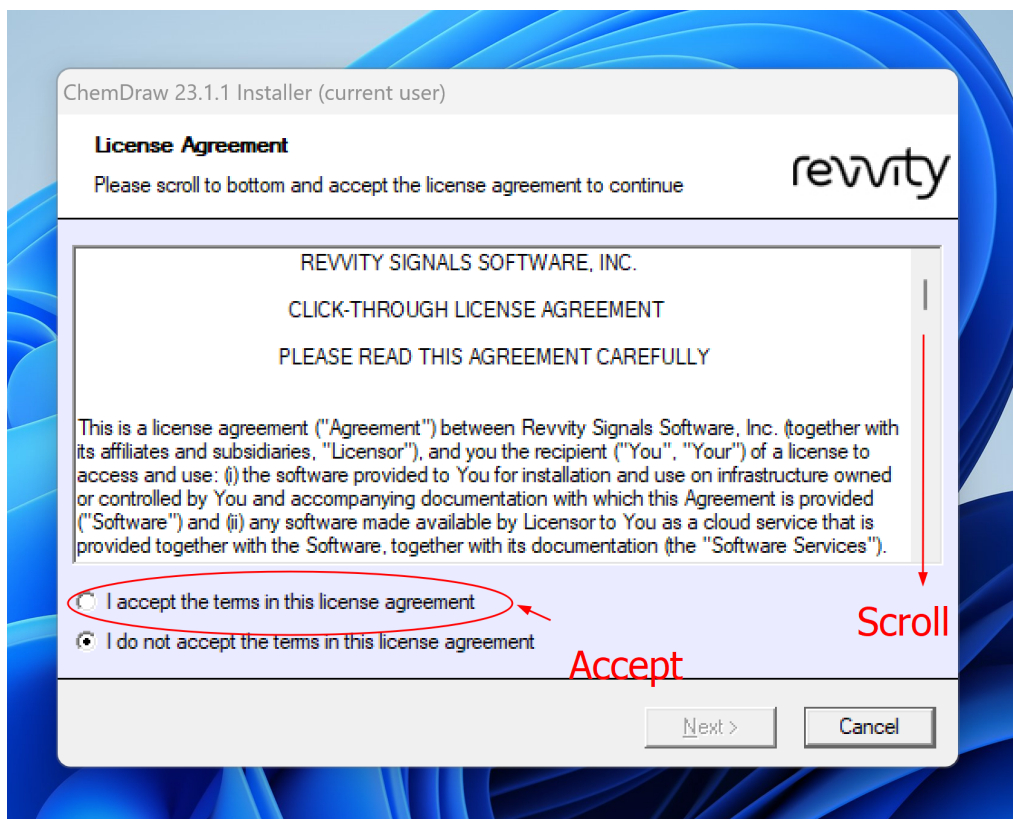 ChemDraw 23.1.1 Installer (current user)
License Agreement
Please scroll to bottom and accept the license agreement to continue
revvity
REVVITY SIGNALS SOFTWARE, INC.
CLICK-THROUGH LICENSE AGREEMENT
PLEASE READ THIS AGREEMENT CAREFULLY
This is a license agreement ("Agreement") between Revvity Signals Software, Inc. (together with
its affiliates and subsidiaries, "Licensor"), and you the recipient ("You", "Your") of a license to
access and use: (i) the software provided to You for installation and use on infrastructure owned
or controlled by You and accompanying documentation with which this Agreement is provided
("Software") and (ii) any software made available by Licensor to You as a cloud service that is
provided together with the Software, together with its documentation (the "Software Services").
I accept the terms in this license agreement
Scroll
I do not accept the terms in this license agreement
Accept
Next >
Cancel